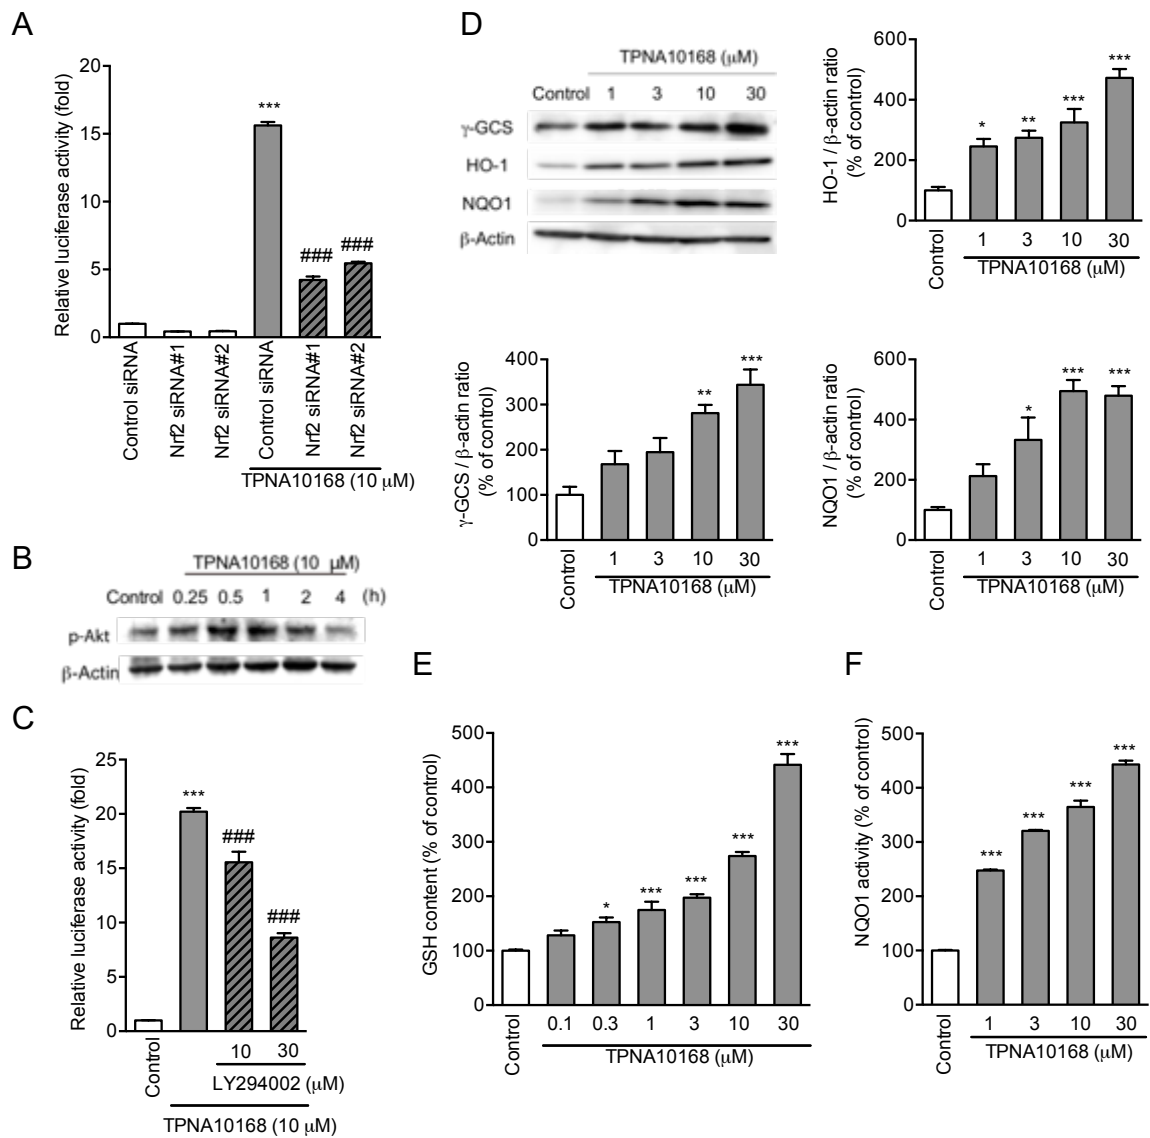 A
Relative luciferase activity (fold)
20
15
10
5
0
***
###
###
Control siRNA
Nrf2 siRNA#1
Nrf2 siRNA#2
Control siRNA
Nrf2 siRNA#1
Nrf2 siRNA#2
TPNA10168 (10 μM)
B
TPNA10168 (10 μM)
Control 0.25 0.5 1 2 4 (h)
p-Akt
β-Actin
C
Relative luciferase activity (fold)
25
20
15
10
5
0
***
###
###
Control
10 30
LY294002 (μM)
TPNA10168 (10 μM)
D
TPNA10168 (μM)
Control 1 3 10 30
γ-GCS
HO-1
NQO1
β-Actin
HO-1 / β-actin ratio
(% of control)
600
400
200
0
*
**
***
***
Control
1 3 10 30
TPNA10168 (μM)
γ-GCS / β-actin ratio
(% of control)
400
300
200
100
0
**
***
Control
1 3 10 30
TPNA10168 (μM)
NQO1 / β-actin ratio
(% of control)
600
400
200
0
*
***
***
Control
1 3 10 30
TPNA10168 (μM)
E
GSH content (% of control)
500
400
300
200
100
0
*
***
***
***
***
Control
0.1 0.3 1 3 10 30
TPNA10168 (μM)
F
NQO1 activity (% of control)
500
400
300
200
100
0
***
***
***
***
Control
1 3 10 30
TPNA10168 (μM)